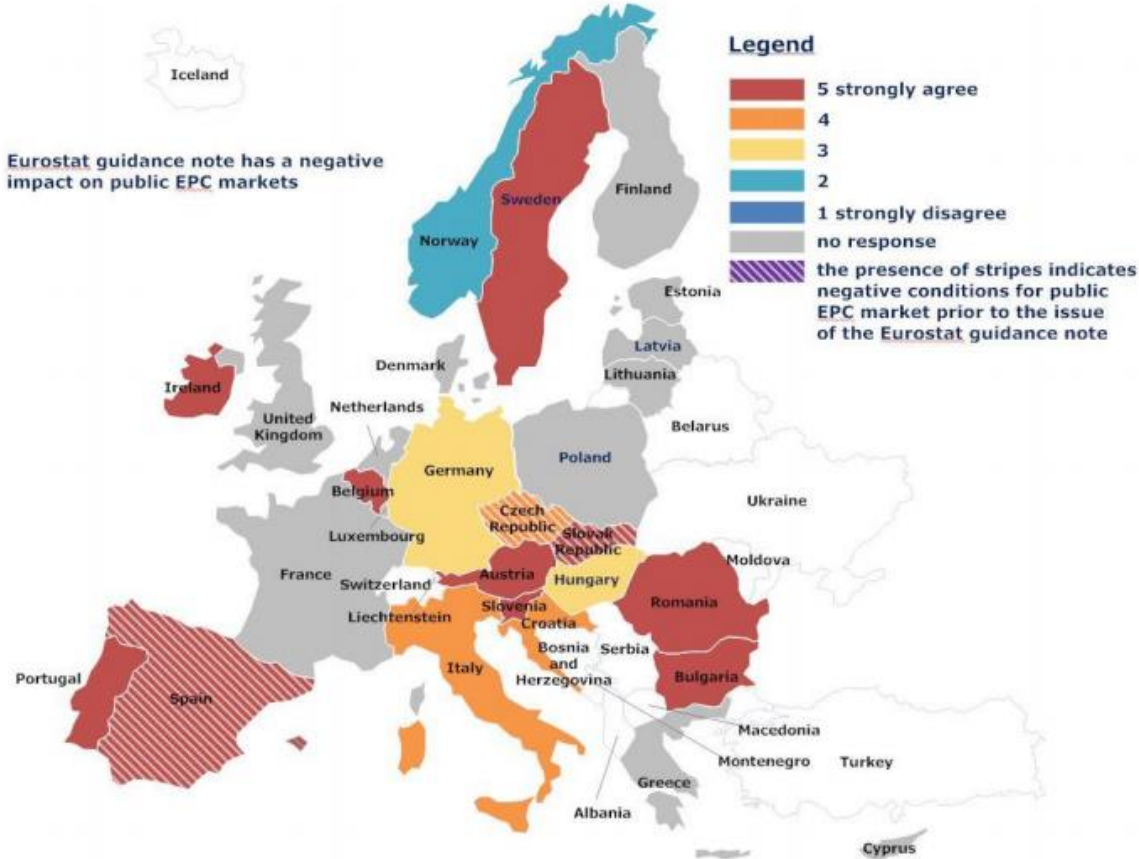 Iceland
Eurostat guidance note has a negative
impact on public EPC markets
Legend
5 strongly agree
4
3
2
1 strongly disagree
no response
the presence of stripes indicates
negative conditions for public
EPC market prior to the issue
of the Eurostat guidance note
Sweden
Finland
Norway
Estonia
Latvia
Lithuania
Denmark
Ireland
Netherlands
United
Kingdom
Belarus
Poland
Germany
Belgium
Czech
Republic
Ukraine
Luxembourg
Slovak
Republic
Moldova
France
Switzerland
Austria
Hungary
Liechtenstein
Slovenia
Croatia
Romania
Bosnia
and
Herzegovina
Serbia
Italy
Portugal
Spain
Bulgaria
Macedonia
Montenegro
Turkey
Greece
Albania
Cyprus